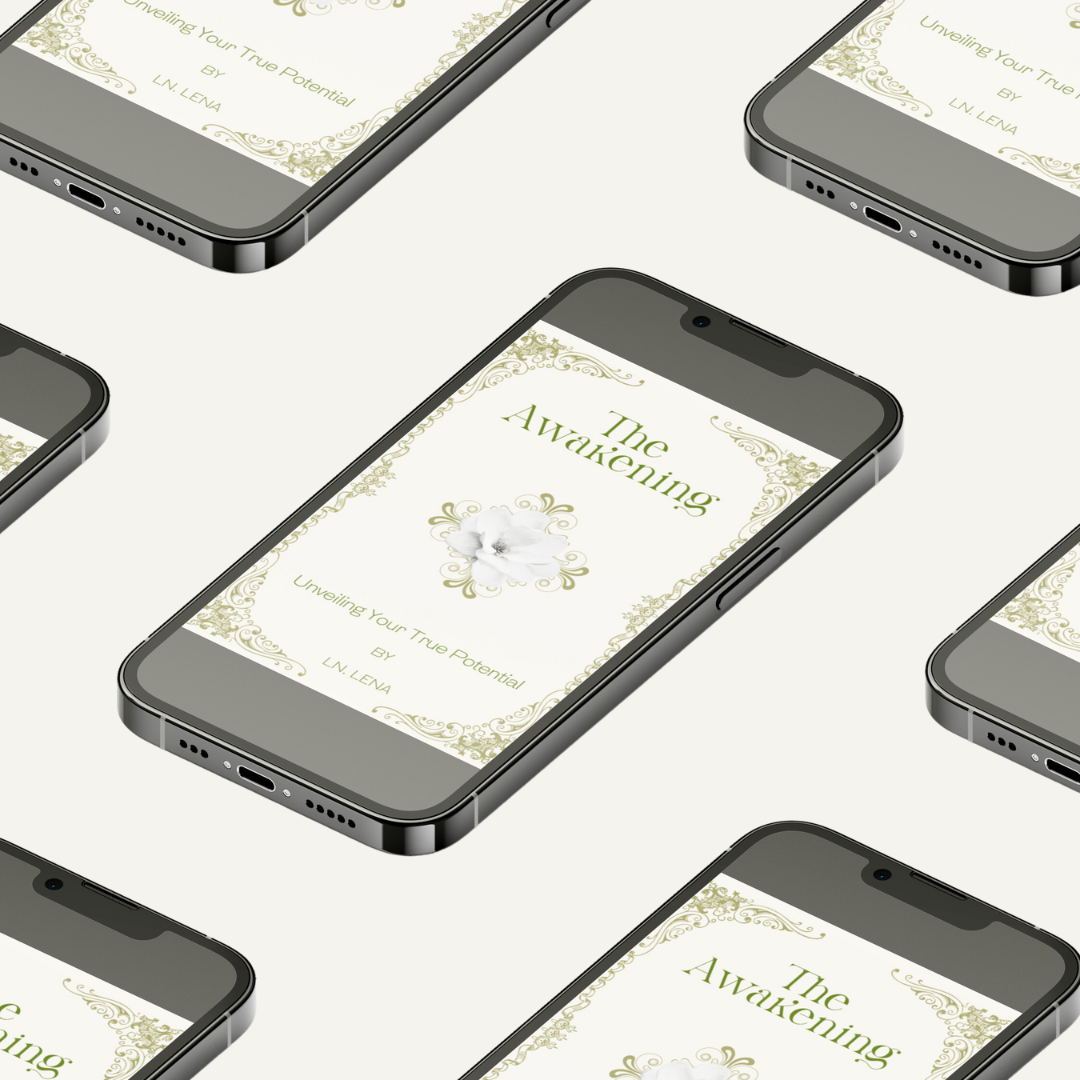 Unveiling Your True Potential
BY
LN. LENA
Unveiling Your True
BY
LN. LENA
The
Awakening
Unveiling Your True Potential
BY
LN. LENA
The
Awakening